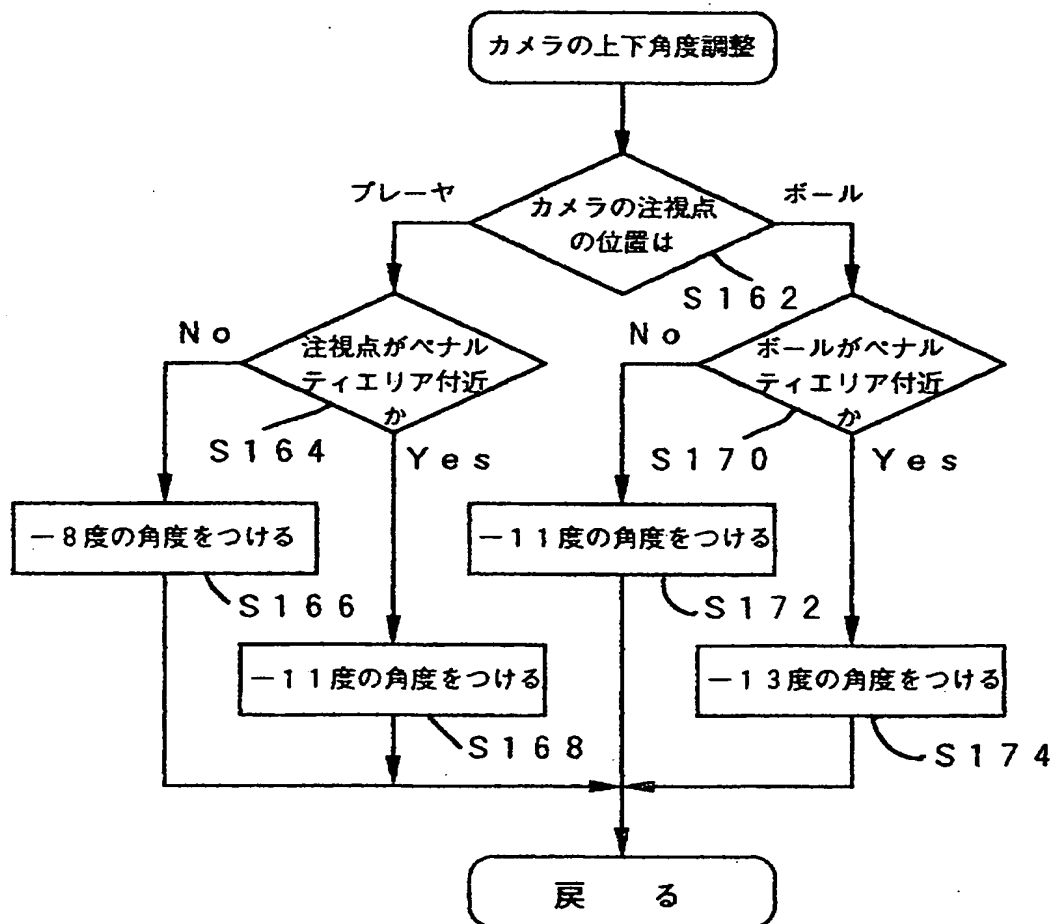 カメラの上下角度調整
プレーヤ
ボール
カメラの注視点
の位置は
S162
No
注視点がペナル
ティエリア付近
か
S164
Yes
No
ボールがペナル
ティエリア付近
か
S170
Yes
−8度の角度をつける
S166
−11度の角度をつける
S172
−11度の角度をつける
S168
−13度の角度をつける
S174
戻る